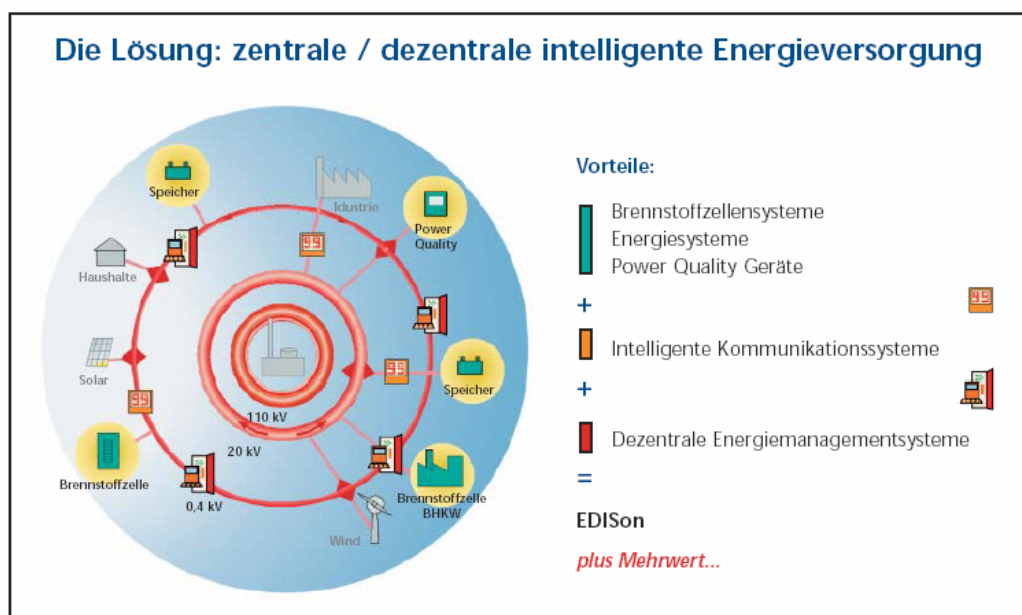 Die Lösung: zentrale / dezentrale intelligente Energieversorgung
Speicher
Idustrie
Power
Quality
Haushalte
Solar
Speicher
110 kV
20 kV
Brennstoffzelle
0,4 kV
Brennstoffzelle
BHKW
Wind
Vorteile:
Brennstoffzellensysteme
Energiesysteme
Power Quality Geräte
+
Intelligente Kommunikationssysteme
+
Dezentrale Energiemanagementsysteme
=
EDISon
plus Mehrwert...